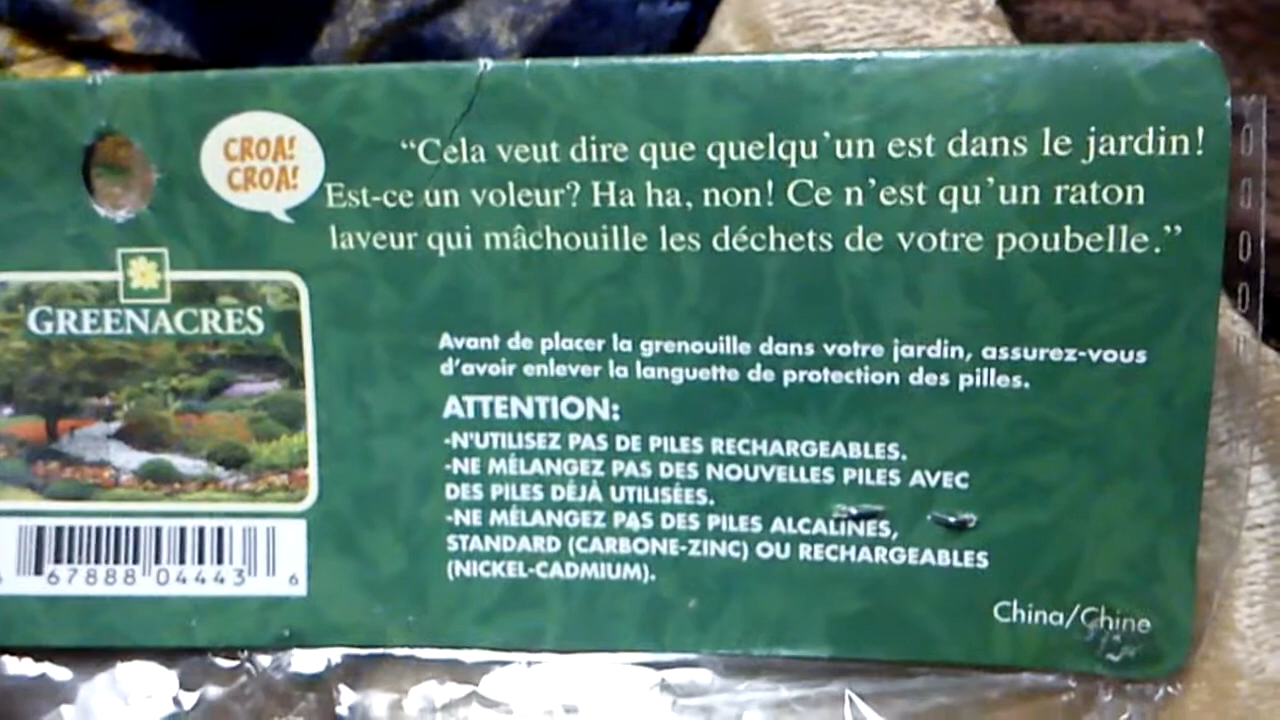 CROA!
CROA!
“Cela veut dire que quelqu’un est dans le jardin!
Est-ce un voleur? Ha ha, non! Ce n’est qu’un raton
laveur qui mâchouille les déchets de votre poubelle.”
GREENACRES
Avant de placer la grenouille dans votre jardin, assurez-vous
d’avoir enlever la languette de protection des pilles.
ATTENTION:
-N'UTILISEZ PAS DE PILES RECHARGEABLES.
-NE MÉLANGEZ PAS DES NOUVELLES PILES AVEC
DES PILES DÉJÀ UTILISÉES.
-NE MÉLANGEZ PAS DES PILES ALCALINES,
STANDARD (CARBONE-ZINC) OU RECHARGEABLES
(NICKEL-CADMIUM).
67888 04443 6
China/Chine